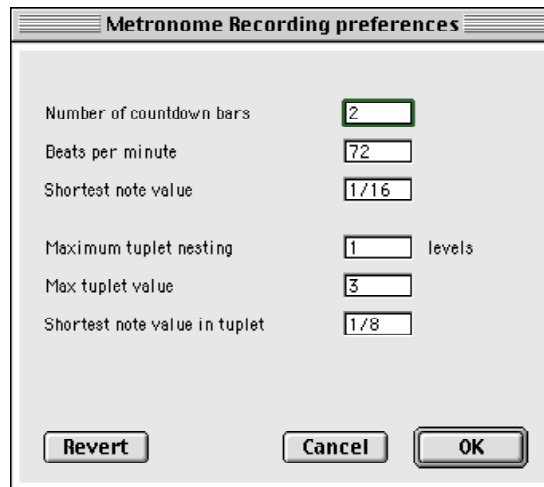 Metronome Recording preferences
Number of countdown bars 2
Beats per minute 72
Shortest note value 1/16
Maximum tuplet nesting 1 levels
Max tuplet value 3
Shortest note value in tuplet 1/8
Revert Cancel OK